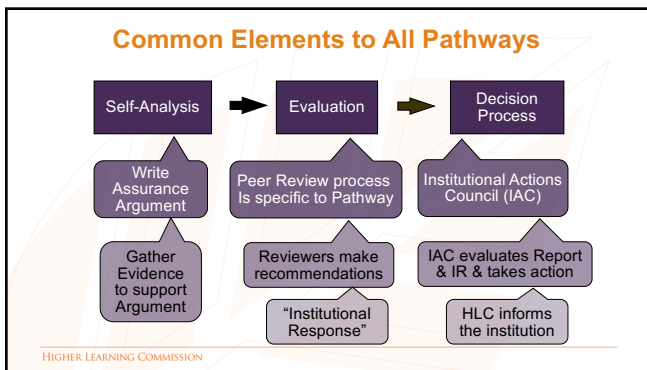 Common Elements to All Pathways
Self-Analysis
Evaluation
Decision
Process
Write
Assurance
Argument
Gather
Evidence
to support
Argument
Peer Review process
Is specific to Pathway
Reviewers make
recommendations
“Institutional
Response”
Institutional Actions
Council (IAC)
IAC evaluates Report
& IR & takes action
HLC informs
the institution
HIGHER LEARNING COMMISSION